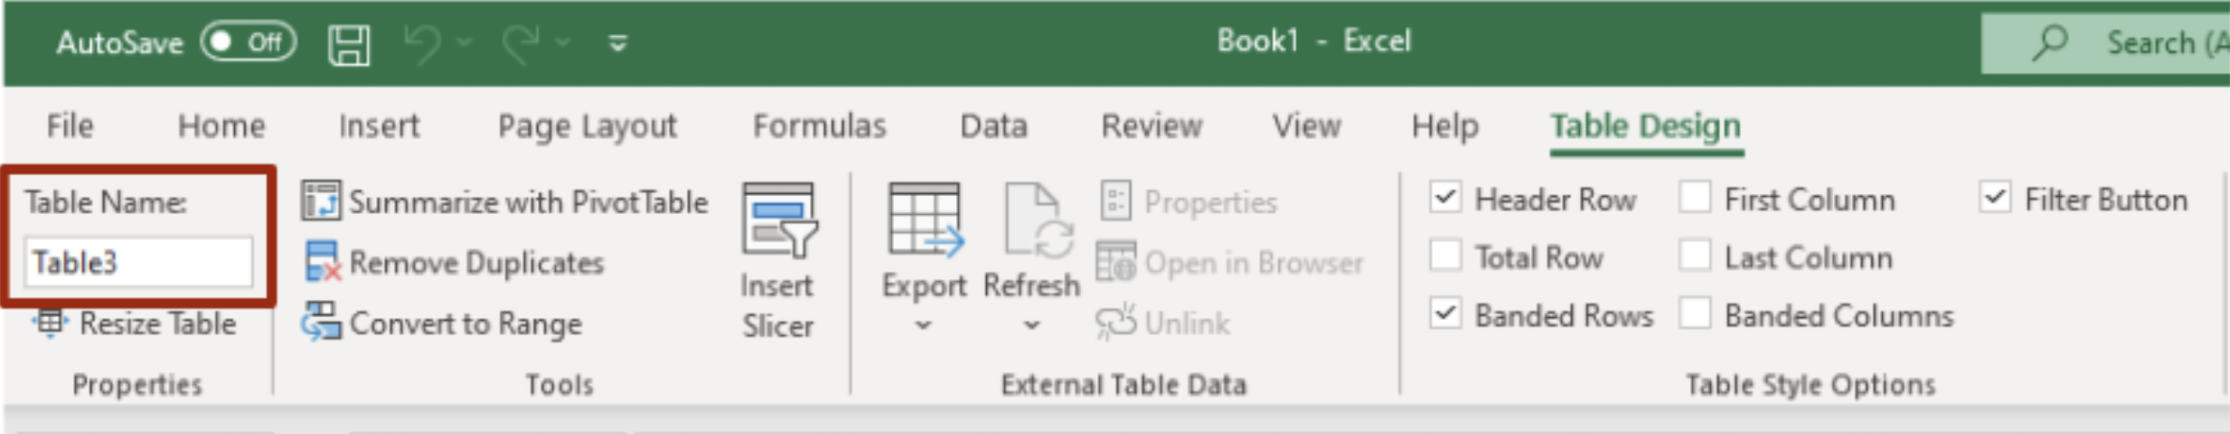 AutoSave Off Book1 - Excel Search (A
File Home Insert Page Layout Formulas Data Review View Help Table Design
Table Name:
Table3
Resize Table
Properties
Summarize with PivotTable
Remove Duplicates
Convert to Range
Insert
Slicer
Tools
Export
Refresh
Properties
Open in Browser
Unlink
External Table Data
Header Row
Total Row
Banded Rows
First Column
Last Column
Banded Columns
Filter Button
Table Style Options